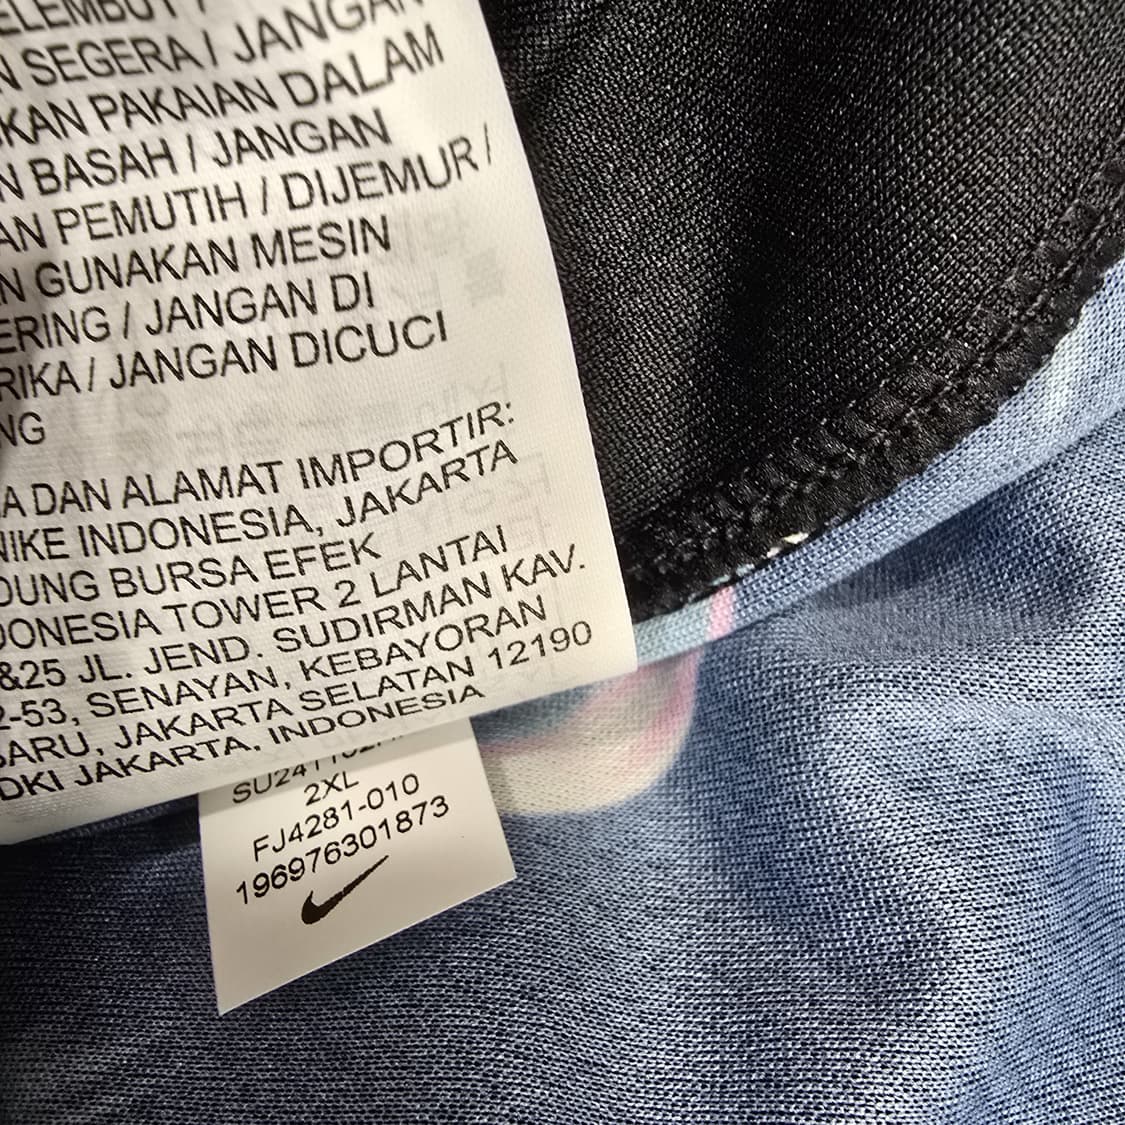 SEGERA / JANGAN
PAKAIAN DALAM
BASAH / JANGAN
PEMUTIH / DIJEMUR /
GUNAKAN MESIN
ERING / JANGAN DI
RIKA / JANGAN DICUCI
NG
A DAN ALAMAT IMPORTIR:
NIKE INDONESIA, JAKARTA
DUNG BURSA EFEK
DONESIA TOWER 2 LANTAI
&25 JL. JEND. SUDIRMAN KAV.
2-53, SENAYAN, KEBAYORAN
BARU, JAKARTA SELATAN 12190
DKI JAKARTA, INDONESIA
2XL
FJ4281-010
196976301873